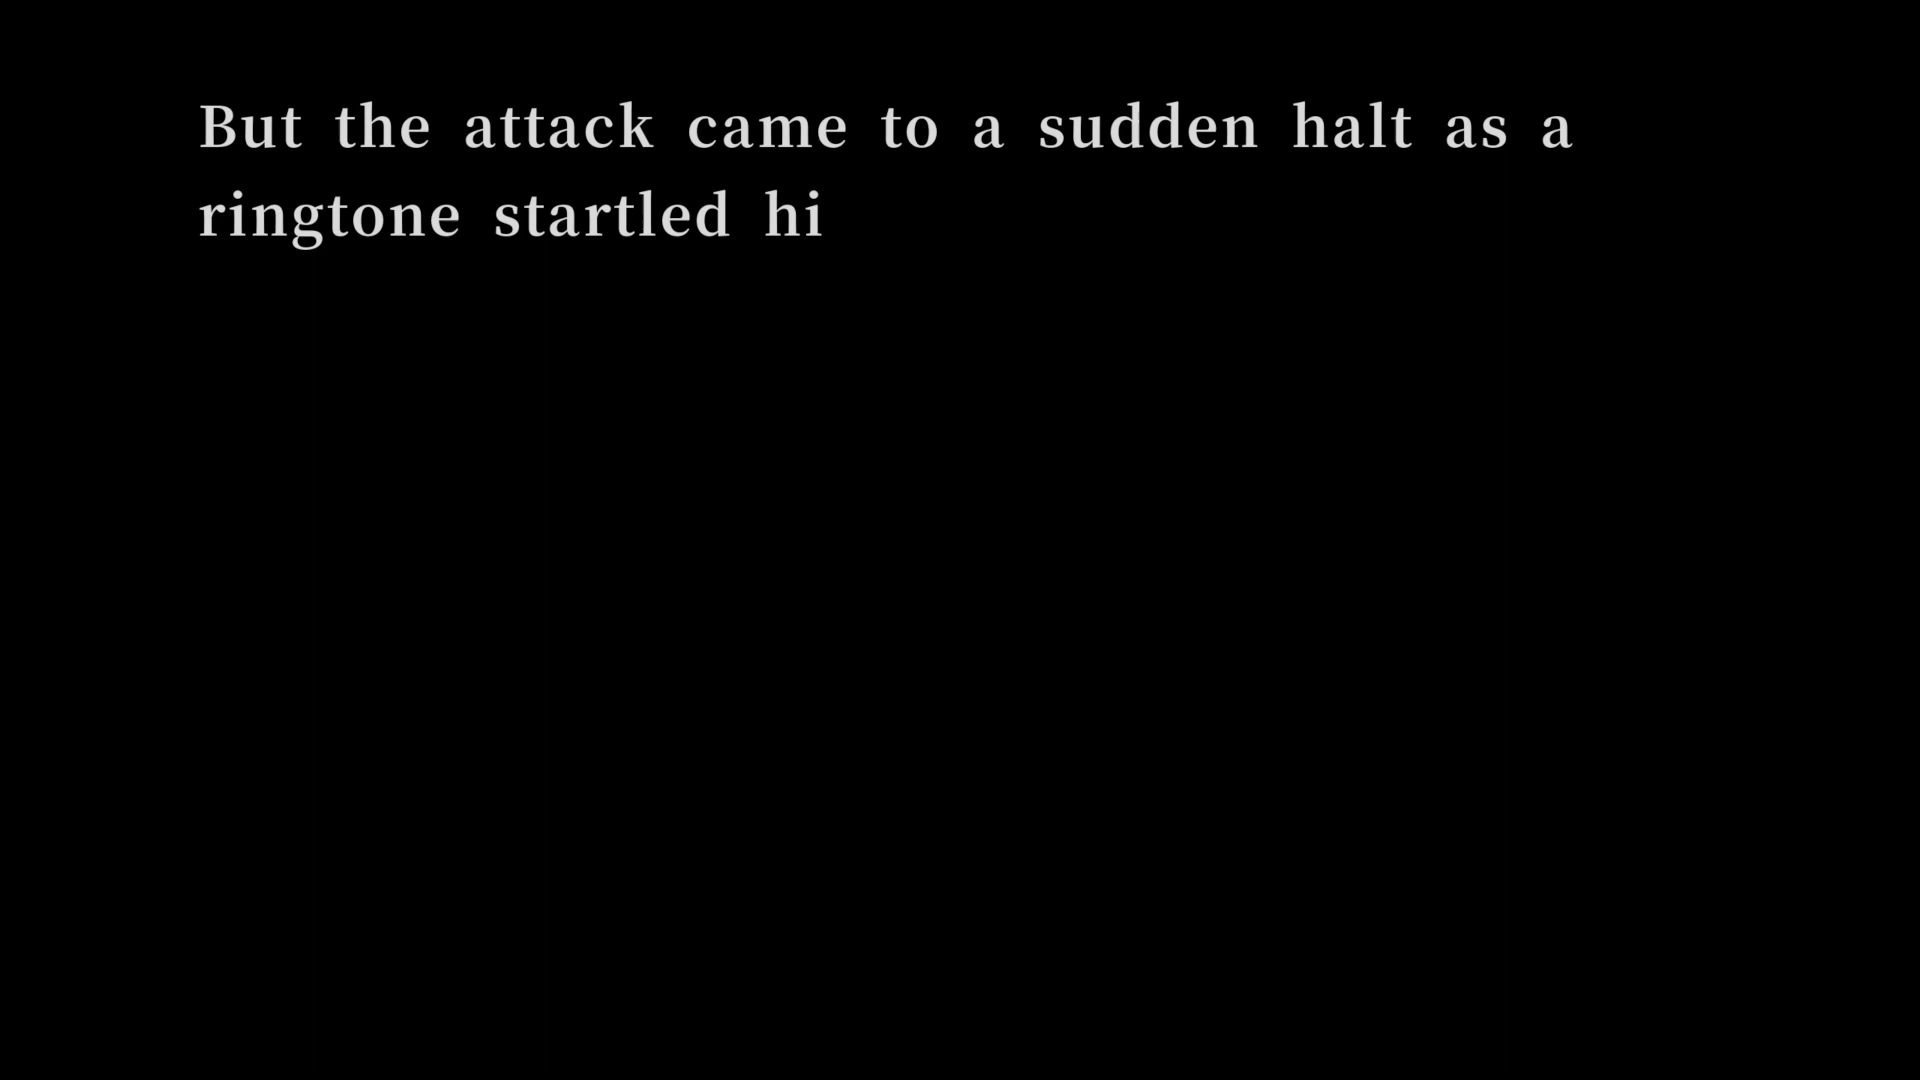 But the attack came to a sudden halt as a
ringtone startled hi